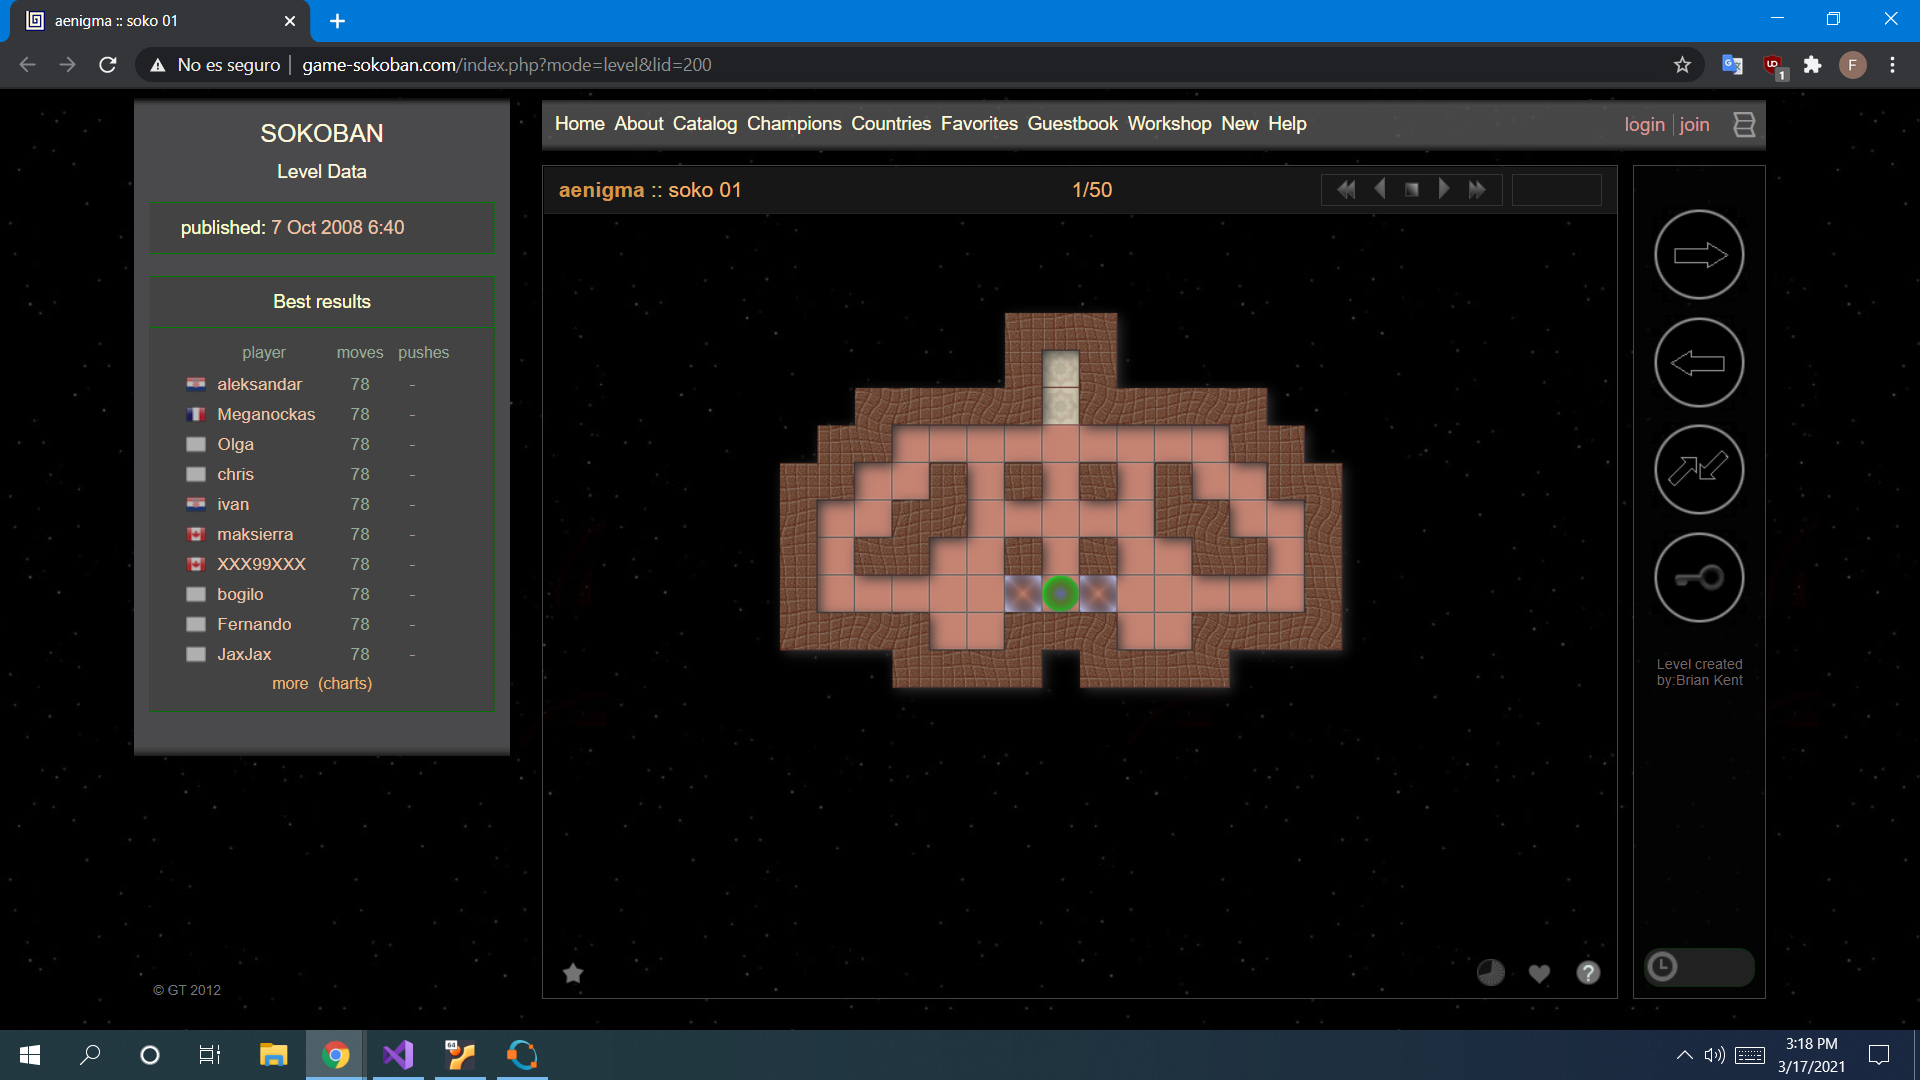 aenigma :: soko 01
No es seguro | game-sokoban.com/index.php?mode=level&lid=200
UD
1
F
SOKOBAN
Level Data
published: 7 Oct 2008 6:40
Best results
player moves pushes
aleksandar 78 -
Meganockas 78 -
Olga 78 -
chris 78 -
ivan 78 -
maksierra 78 -
XXX99XXX 78 -
bogilo 78 -
Fernando 78 -
JaxJax 78 -
more (charts)
© GT 2012
Home About Catalog Champions Countries Favorites Guestbook Workshop New Help
login | join
aenigma :: soko 01 1/50
Level created
by:Brian Kent
?
64
3:18 PM
3/17/2021